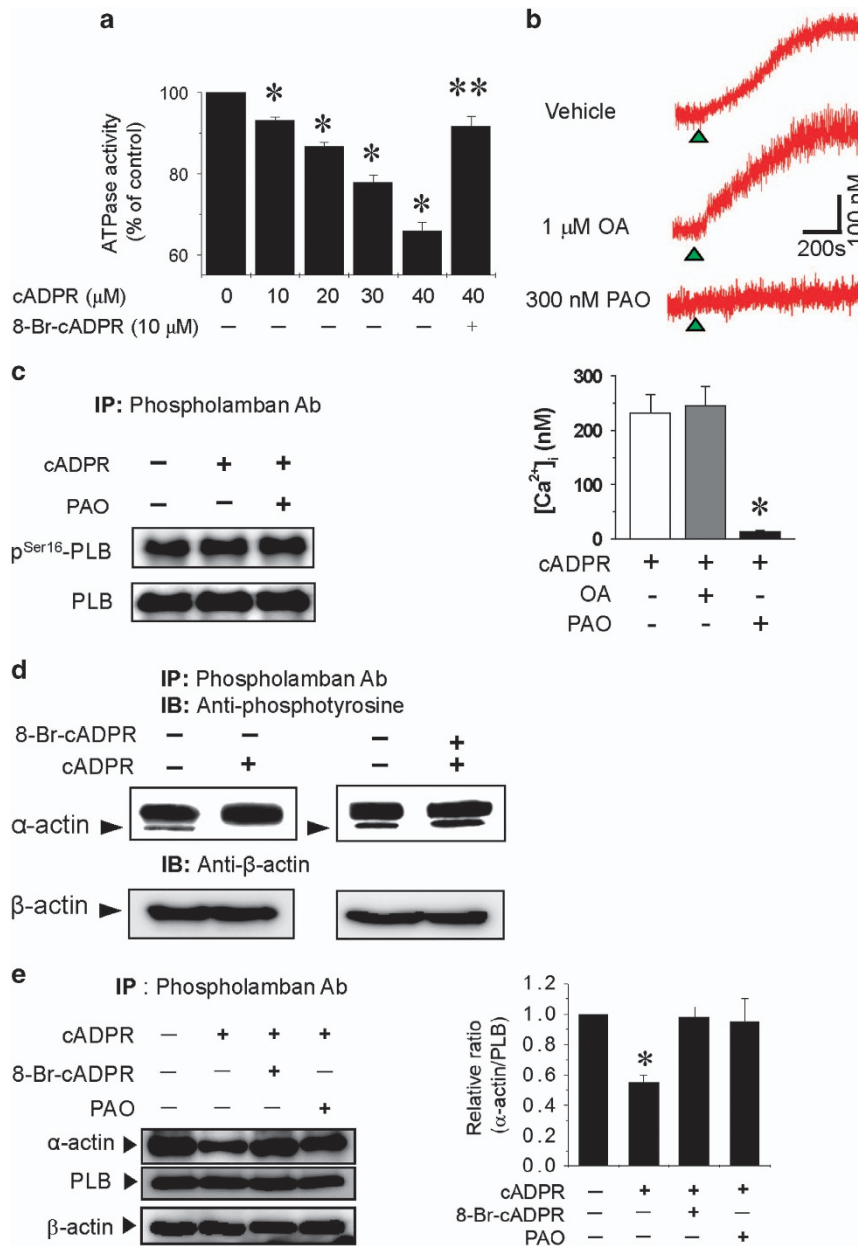 a
ATPase activity
(% of control)
100
80
60
*
*
*
*
**
cADPR (μM)
0 10 20 30 40 40
8-Br-cADPR (10 μM)
– – – – – +
b
Vehicle
1 μM OA
300 nM PAO
200s
100 nM
[Ca²⁺]ᵢ (nM)
300
200
100
0
*
cADPR + + +
OA - + -
PAO - - +
c
IP: Phospholamban Ab
cADPR – + +
PAO – – +
pSer16-PLB
PLB
d
IP: Phospholamban Ab
IB: Anti-phosphotyrosine
8-Br-cADPR – – – +
cADPR – + – +
α-actin
IB: Anti-β-actin
β-actin
e
IP : Phospholamban Ab
cADPR – + + +
8-Br-cADPR – – + –
PAO – – – +
α-actin
PLB
β-actin
Relative ratio
(α-actin/PLB)
1.2
1.0
0.8
0.6
0.4
0.2
0.0
*
cADPR – + + +
8-Br-cADPR – – + –
PAO – – – +